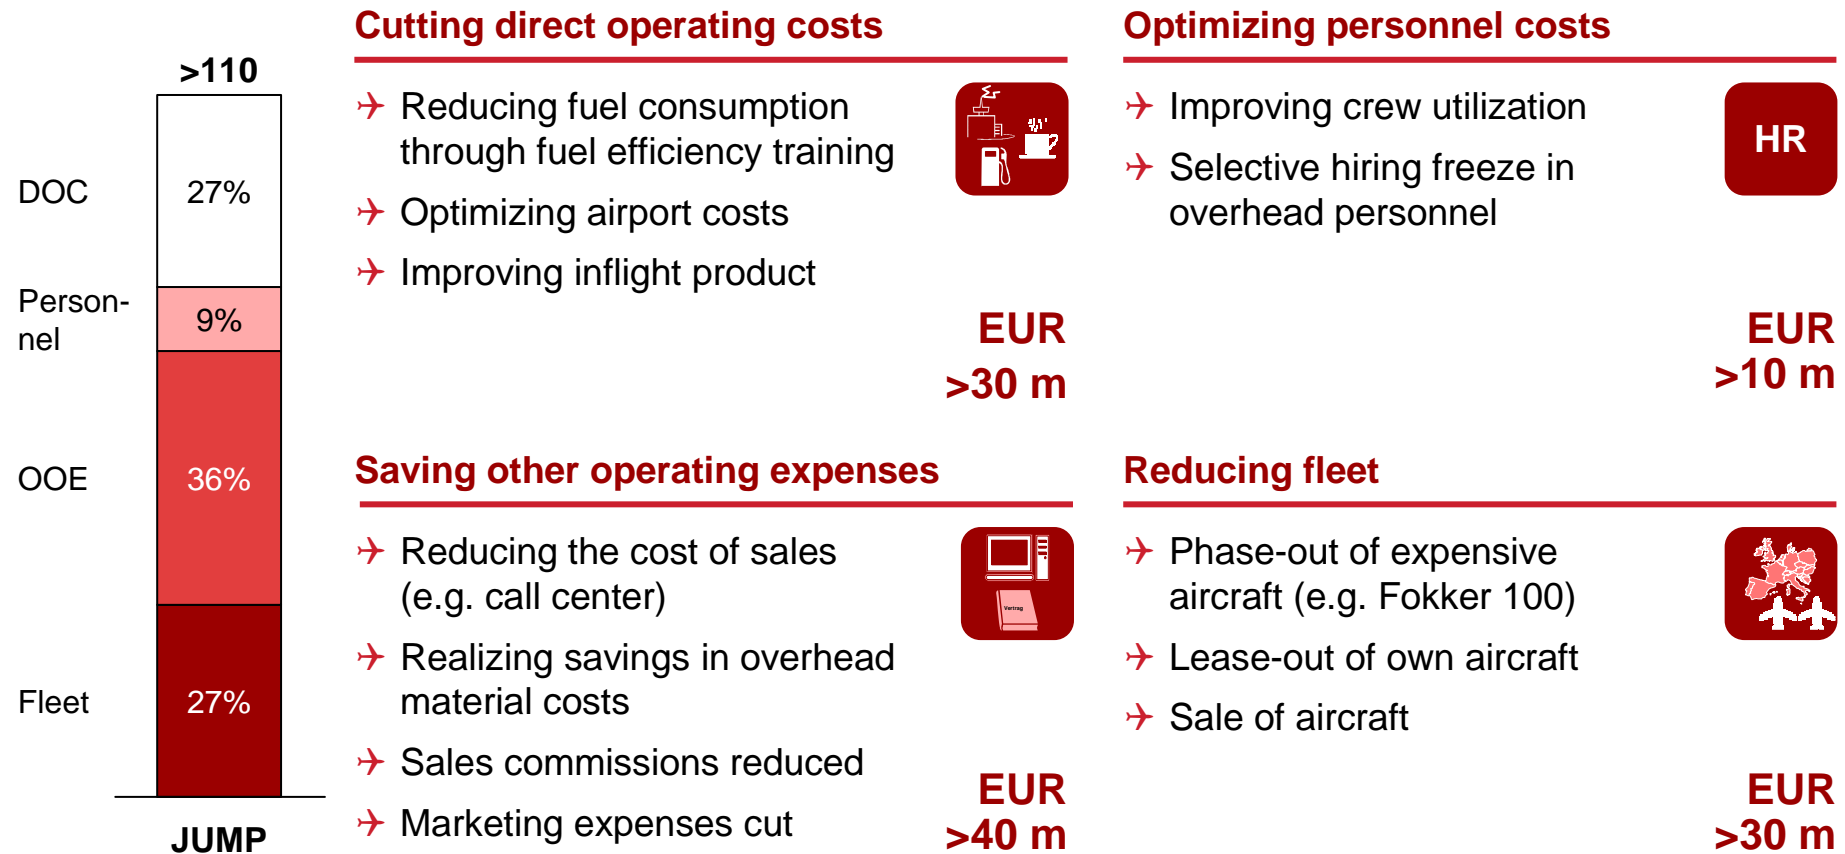 >110
DOC
27%
Person-
nel
9%
OOE
36%
Fleet
27%
JUMP
Cutting direct operating costs
Reducing fuel consumption
through fuel efficiency training
Optimizing airport costs
Improving inflight product
EUR
>30 m
Optimizing personnel costs
Improving crew utilization
Selective hiring freeze in
overhead personnel
HR
EUR
>10 m
Saving other operating expenses
Reducing the cost of sales
(e.g. call center)
Realizing savings in overhead
material costs
Sales commissions reduced
Marketing expenses cut
Vertrag
EUR
>40 m
Reducing fleet
Phase-out of expensive
aircraft (e.g. Fokker 100)
Lease-out of own aircraft
Sale of aircraft
EUR
>30 m